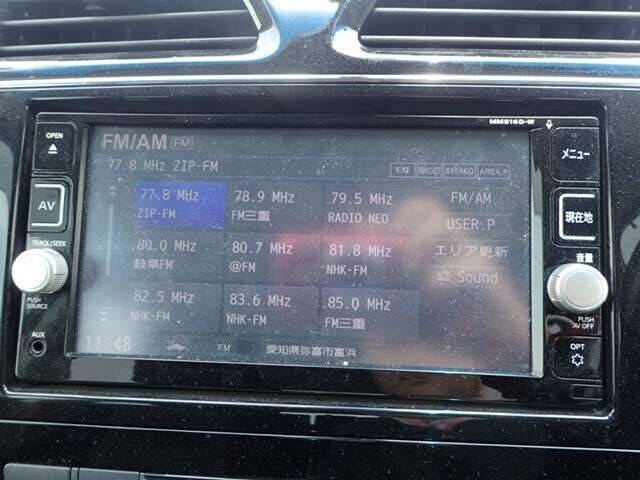 MM516D-W
OPEN
FM/AM FM
メニュー
77.8 MHz ZIP-FM
EQ STEREO AREA.P
77.8 MHz
78.9 MHz
79.5 MHz
FM/AM
AV
ZIP-FM
FM三重
RADIO NEO
USER:P
現在地
80.0 MHz
80.7 MHz
81.8 MHz
エリア更新
TRACK/SEEK
岐阜FM
@FM
NHK-FM
Sound
音量
82.5 MHz
83.6 MHz
85.0 MHz
PUSH
SOURCE
NHK-FM
NHK-FM
FM三重
PUSH
AV OFF
AUX
11:48
FM
愛知県弥富市富浜
OPT